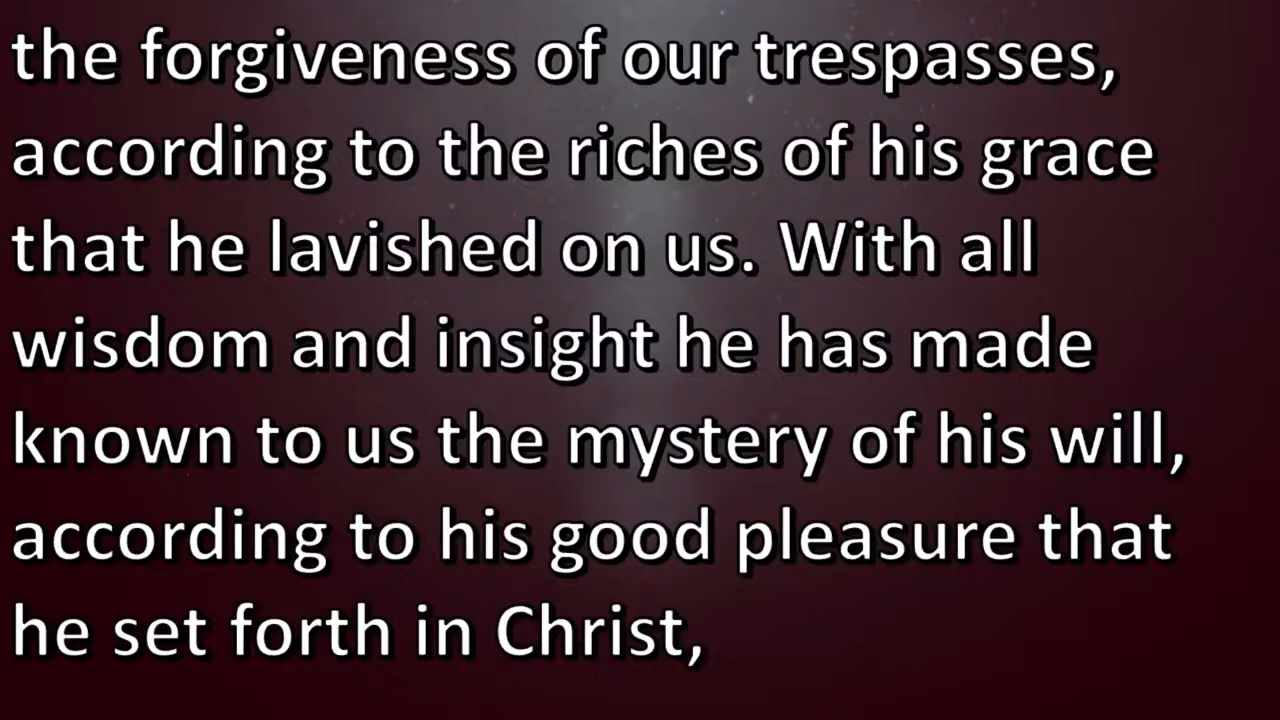 the forgiveness of our trespasses,
according to the riches of his grace
that he lavished on us. With all
wisdom and insight he has made
known to us the mystery of his will,
according to his good pleasure that
he set forth in Christ,